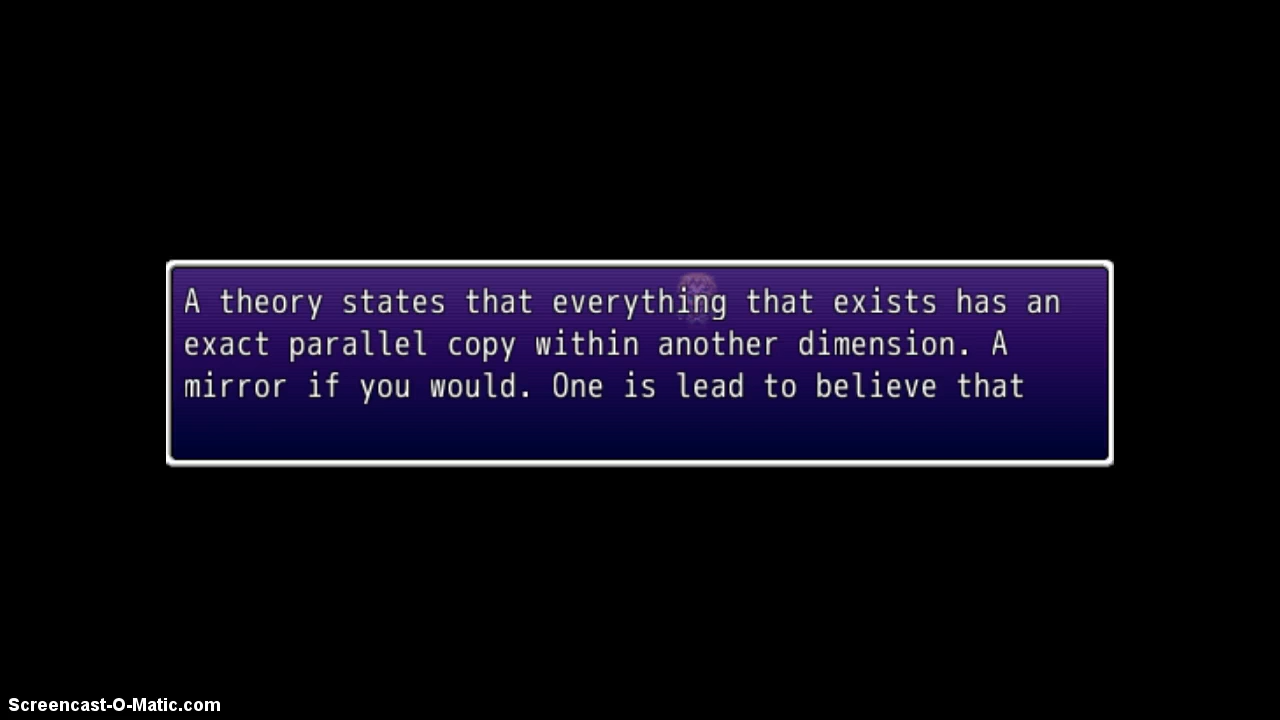 A theory states that everything that exists has an
exact parallel copy within another dimension. A
mirror if you would. One is lead to believe that
Screencast-O-Matic.com